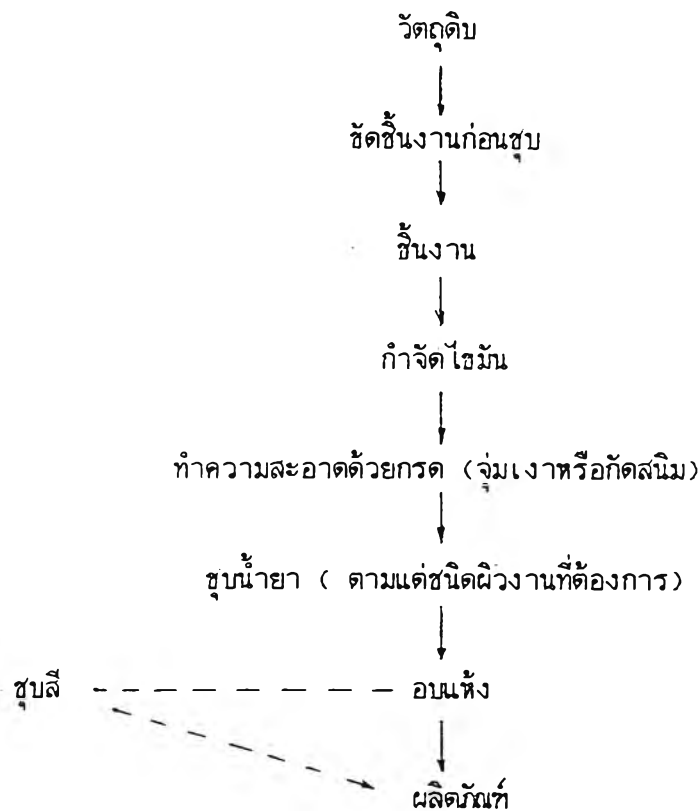 วัตถุดิบ
ขัดชิ้นงานก่อนชุบ
ชิ้นงาน
กำจัดไขมัน
ทำความสะอาดด้วยกรด (จุ่มเงาหรือกัดสนิม)
ชุบน้ำยา ( ตามแต่ชนิดผิวงานที่ต้องการ)
ชุบสี อบแห้ง
ผลิตภัณฑ์